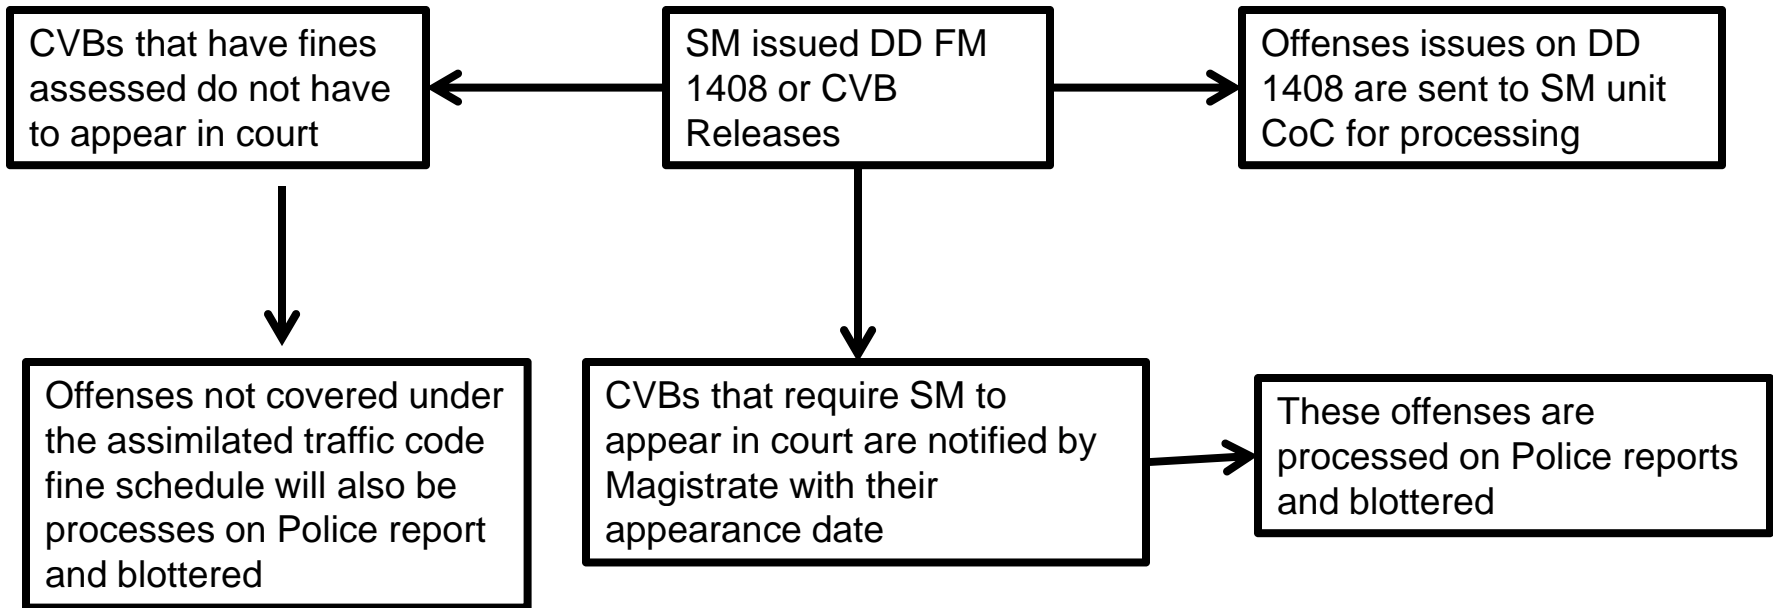 CVBs that have fines
assessed do not have
to appear in court
SM issued DD FM
1408 or CVB
Releases
Offenses issues on DD
1408 are sent to SM unit
CoC for processing
Offenses not covered under
the assimilated traffic code
fine schedule will also be
processes on Police report
and blottered
CVBs that require SM to
appear in court are notified by
Magistrate with their
appearance date
These offenses are
processed on Police reports
and blottered